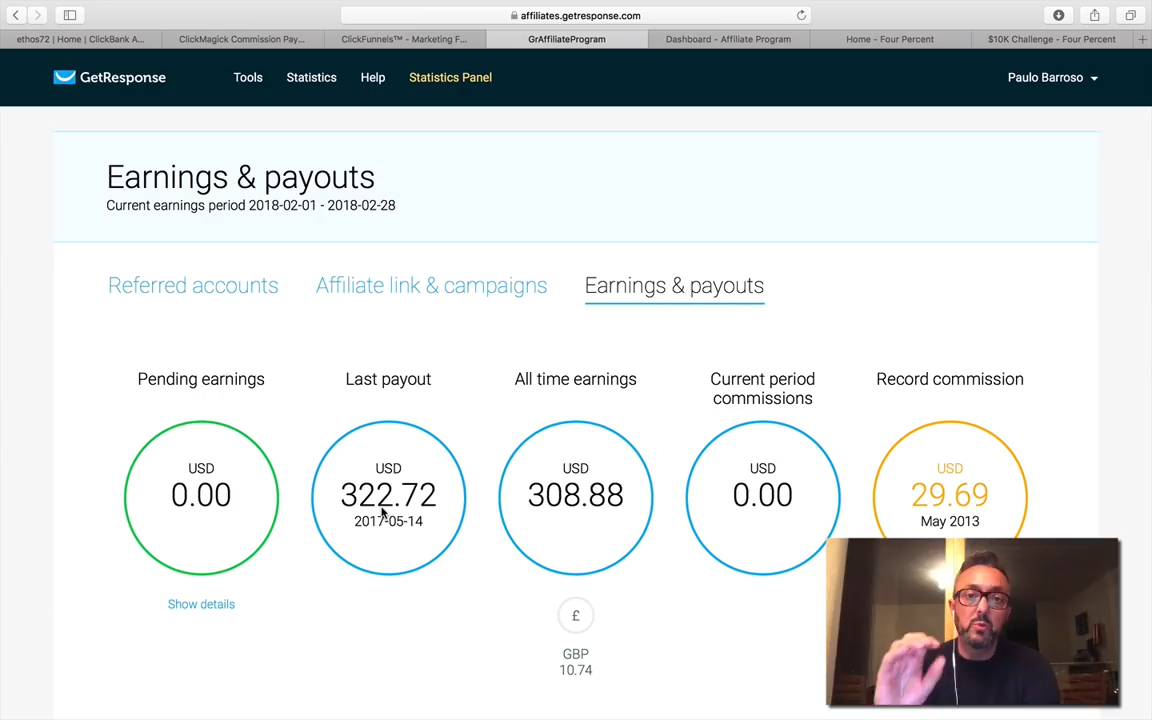 affiliates.getresponse.com
ethos72 | Home | ClickBank A...
ClickMagick Commission Pay...
ClickFunnels™ - Marketing F...
GrAffiliateProgram
Dashboard - Affiliate Program
Home - Four Percent
$10K Challenge - Four Percent
GetResponse
Tools
Statistics
Help
Statistics Panel
Paulo Barroso
Earnings & payouts
Current earnings period 2018-02-01 - 2018-02-28
Referred accounts
Affiliate link & campaigns
Earnings & payouts
Pending earnings
USD
0.00
Show details
Last payout
USD
322.72
2017-05-14
All time earnings
USD
308.88
£
GBP
10.74
Current period
commissions
USD
0.00
Record commission
USD
29.69
May 2013